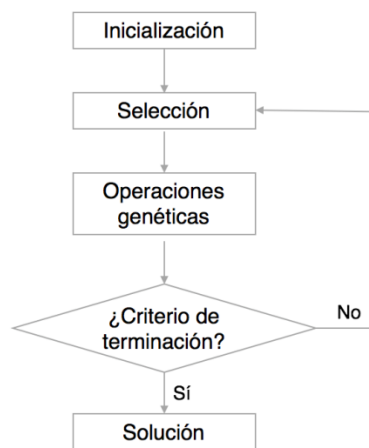 Inicialización
Selección
Operaciones
genéticas
¿Criterio de
terminación?
No
Sí
Solución